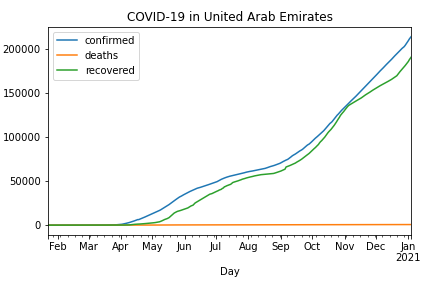 COVID-19 in United Arab Emirates
confirmed
deaths
recovered
200000
150000
100000
50000
0
Feb Mar Apr May Jun Jul Aug Sep Oct Nov Dec Jan
2021
Day